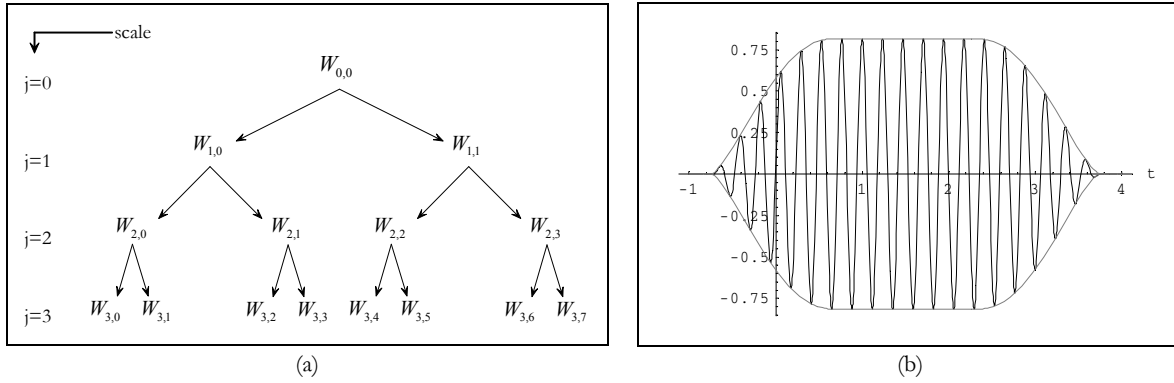 scale
j=0
W0,0
j=1
W1,0 W1,1
j=2
W2,0 W2,1 W2,2 W2,3
j=3
W3,0 W3,1 W3,2 W3,3 W3,4 W3,5 W3,6 W3,7
(a)
0.75
0.5
0.25
-1 1 2 3 4 t
-0.25
-0.5
-0.75
(b)